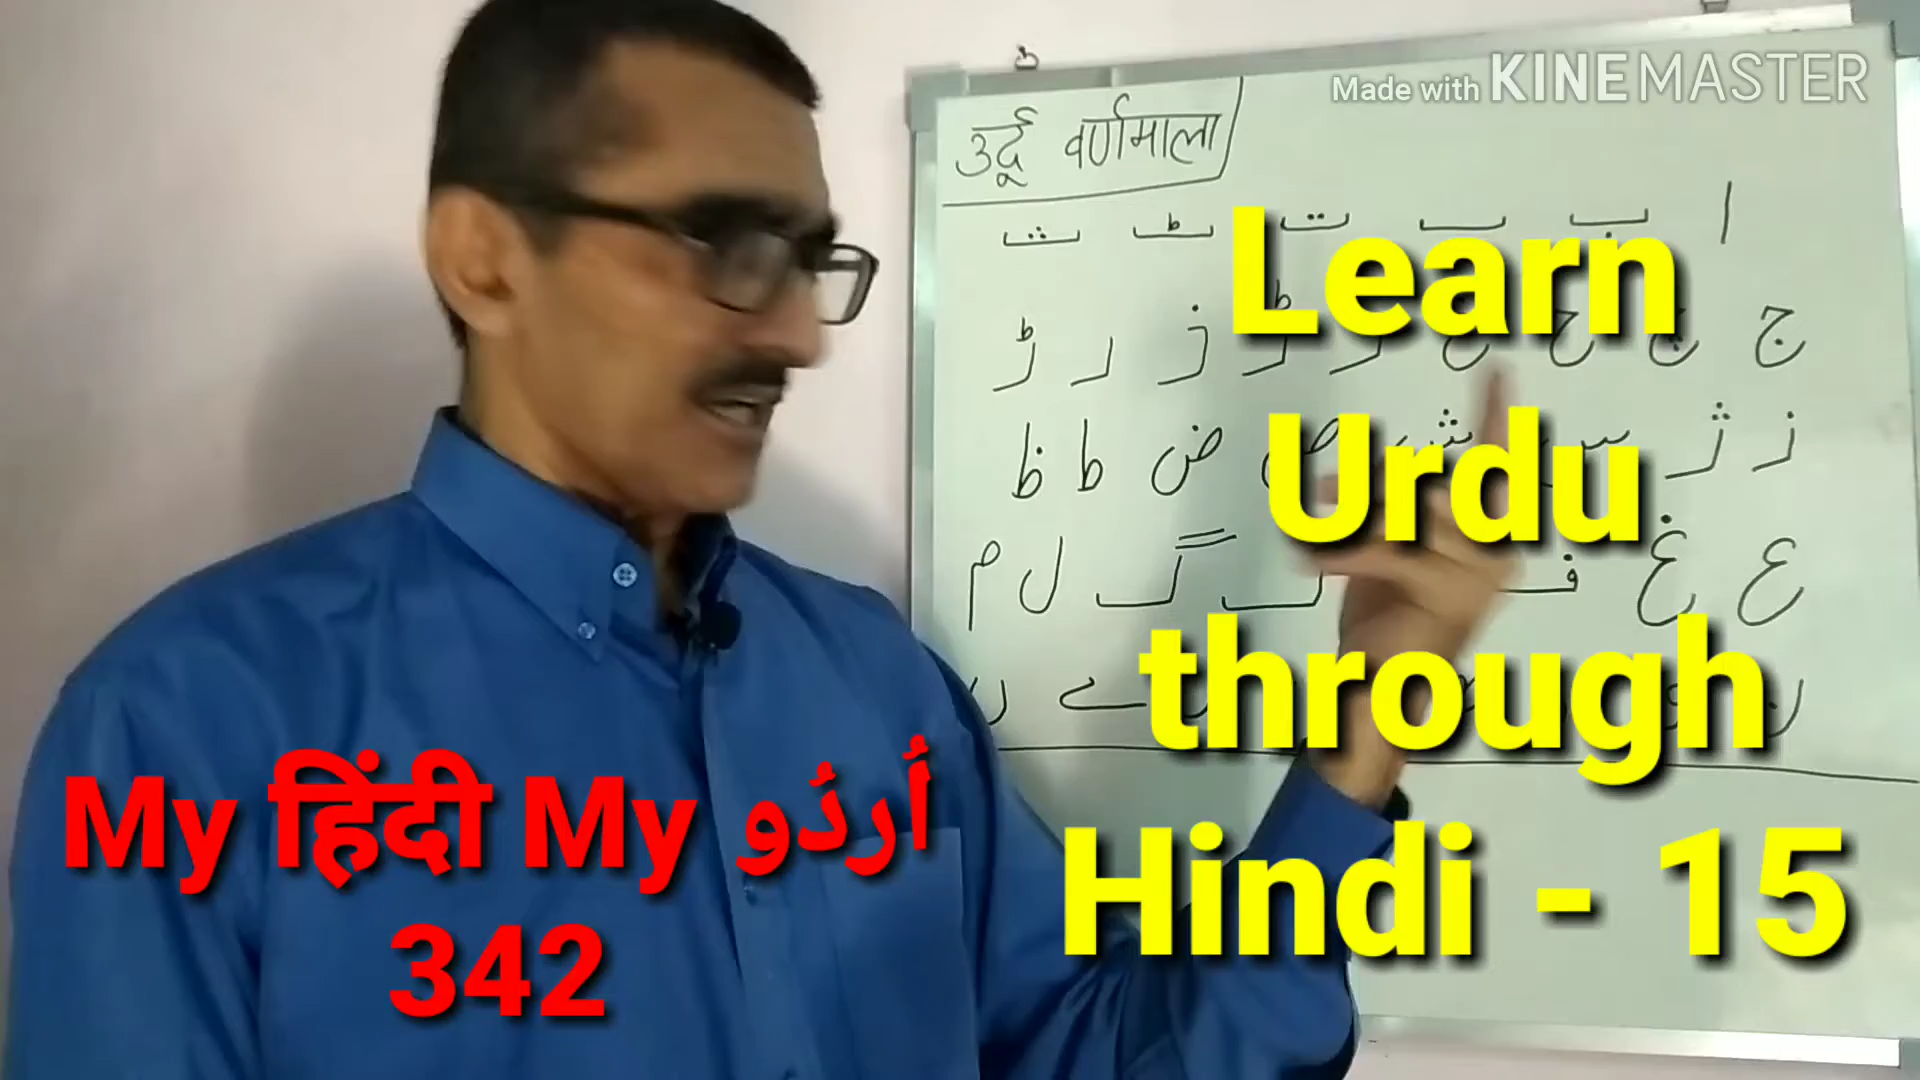 Made with KINEMASTER
उर्दू वर्णमाला
ا ب پ ت ٹ ث
ج چ ح خ د ڈ ذ ر ڑ
ز ژ س ش ص ض ط ظ
ع غ ف ک گ ل م
ن ے
Learn
Urdu
through
Hindi - 15
My हिंदी My اُردُو
342